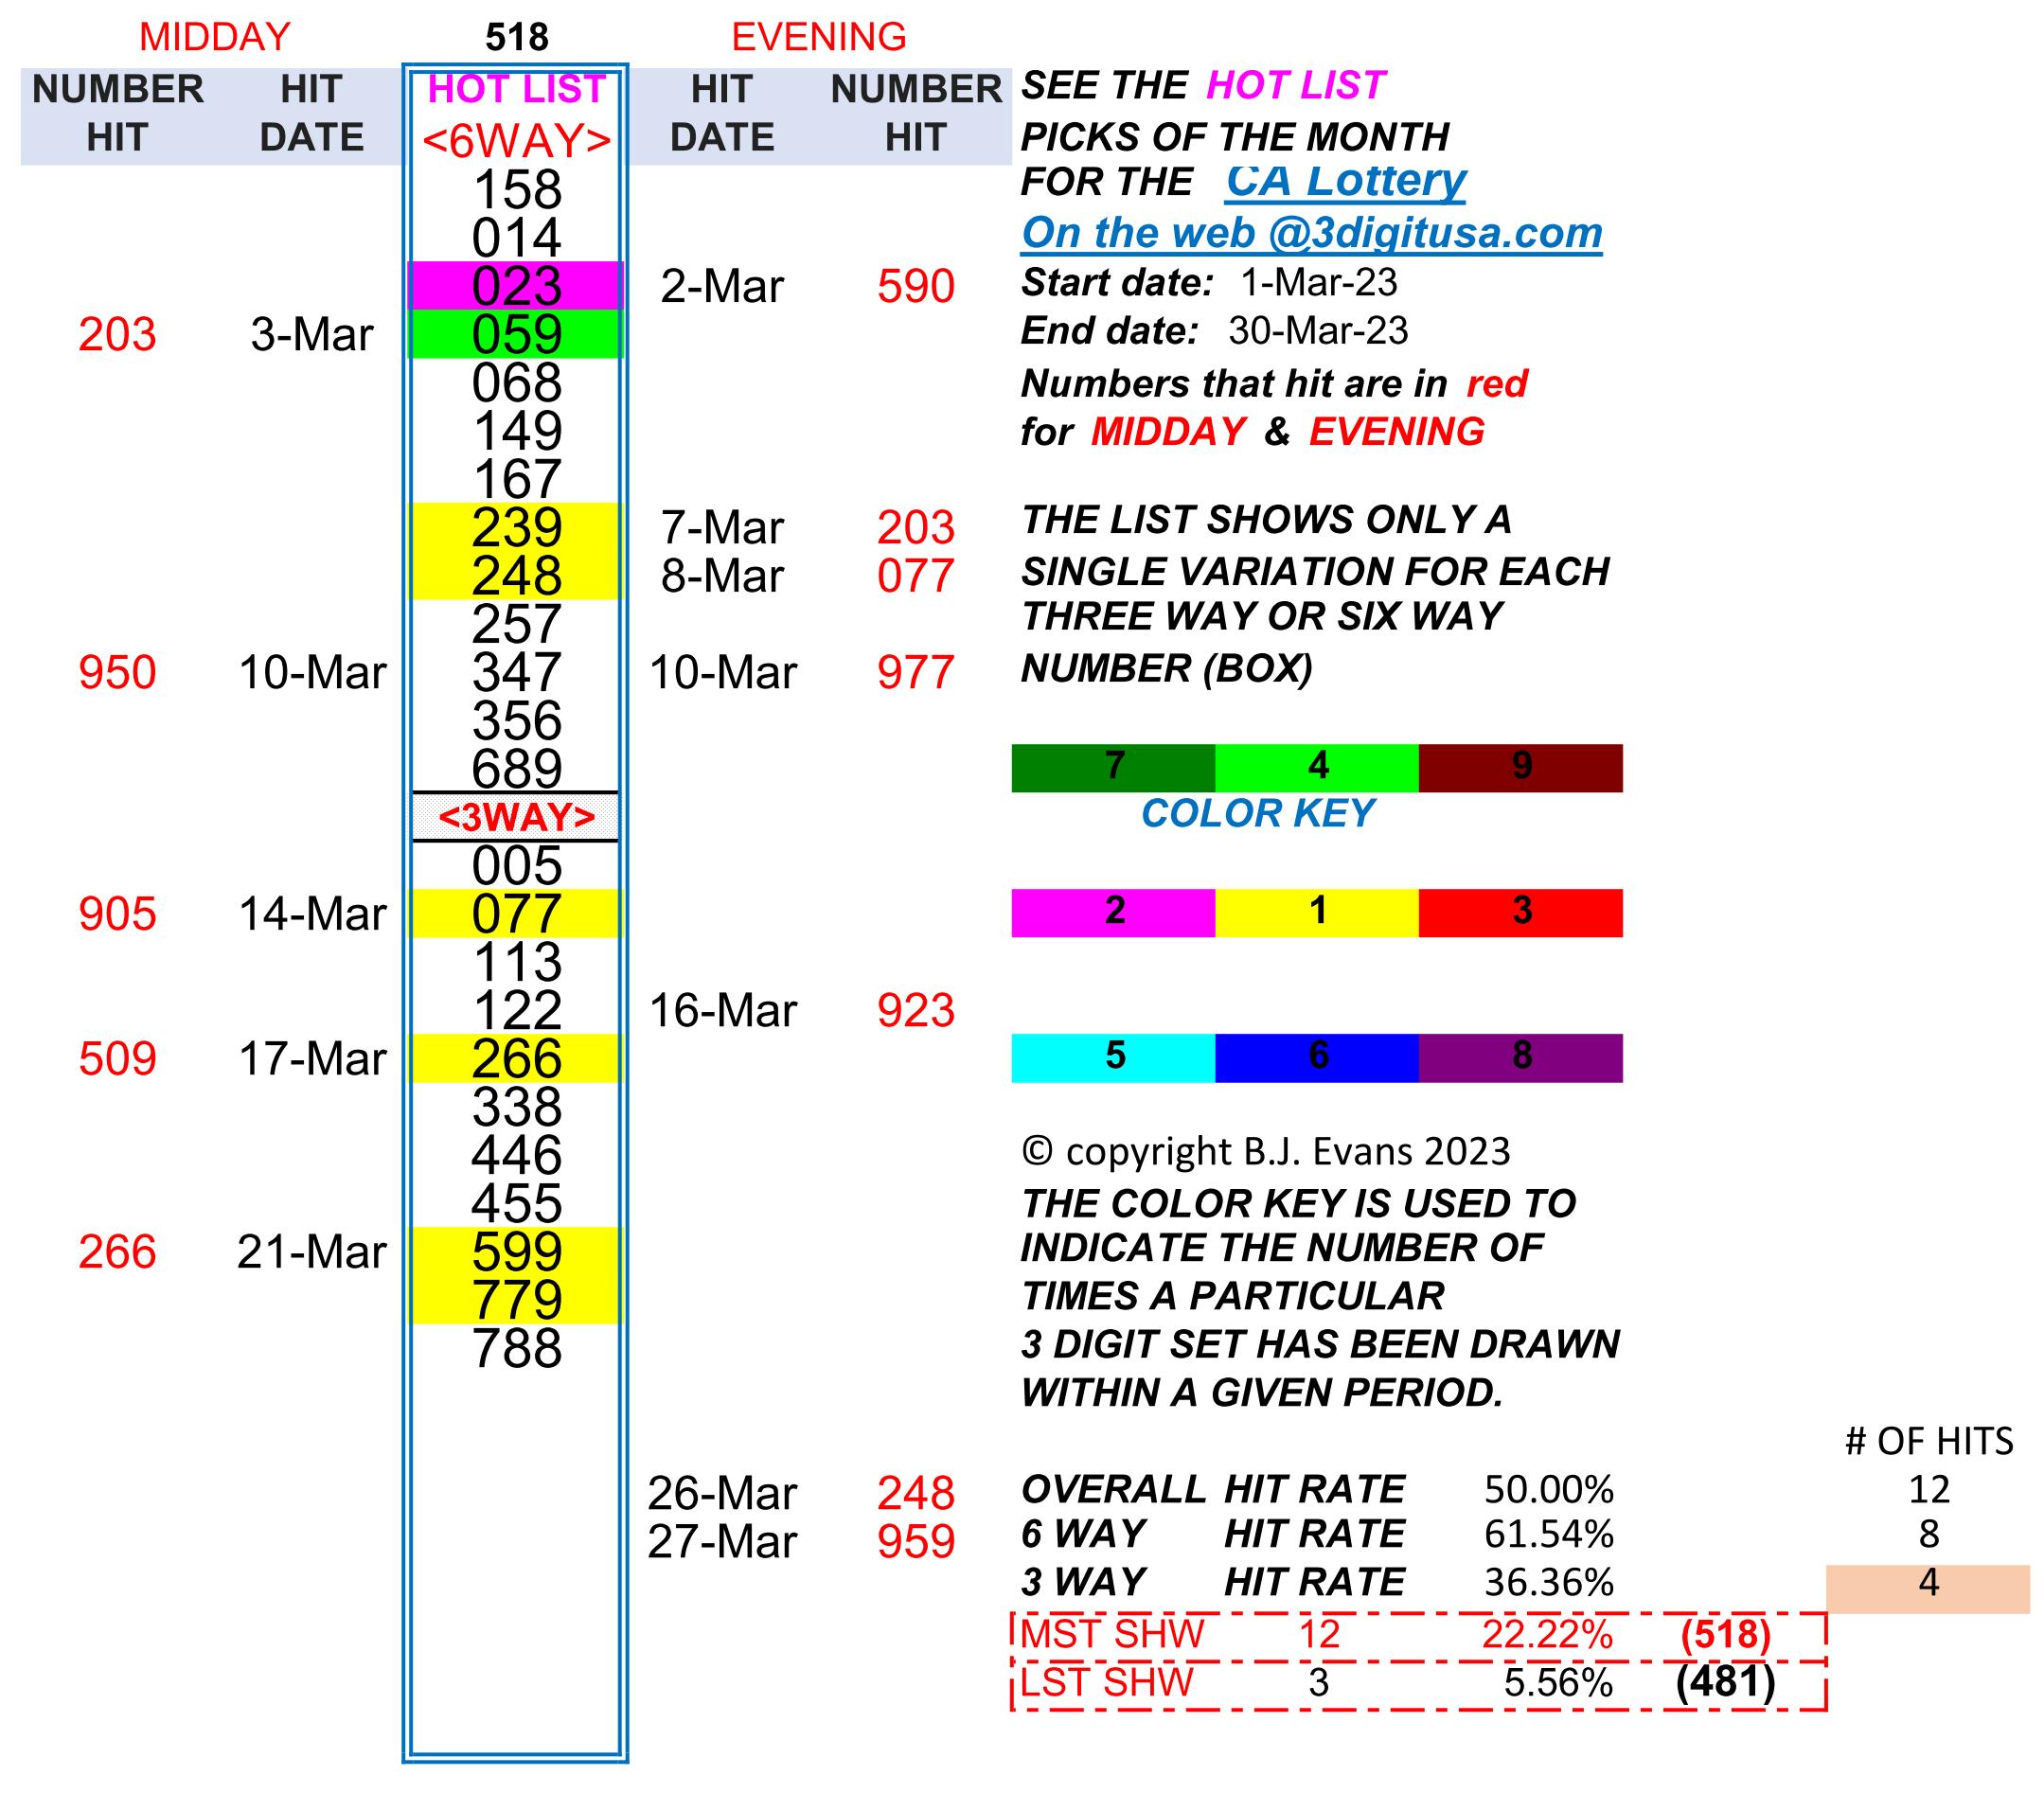 MIDDAY 518 EVENING
NUMBER HIT HOT LIST HIT NUMBER SEE THE HOT LIST
HIT DATE <6WAY> DATE HIT PICKS OF THE MONTH
158 FOR THE CA Lottery
014 On the web @3digitusa.com
023 2-Mar 590 Start date: 1-Mar-23
203 3-Mar 059 End date: 30-Mar-23
068 Numbers that hit are in red
149 for MIDDAY & EVENING
167
239 7-Mar 203 THE LIST SHOWS ONLY A
248 8-Mar 077 SINGLE VARIATION FOR EACH
257 THREE WAY OR SIX WAY
950 10-Mar 347 10-Mar 977 NUMBER (BOX)
356
689 7 4 9
<3WAY> COLOR KEY
005
905 14-Mar 077 2 1 3
113
122 16-Mar 923
509 17-Mar 266 5 6 8
338
446 © copyright B.J. Evans 2023
455 THE COLOR KEY IS USED TO
266 21-Mar 599 INDICATE THE NUMBER OF
779 TIMES A PARTICULAR
788 3 DIGIT SET HAS BEEN DRAWN
WITHIN A GIVEN PERIOD.
# OF HITS
26-Mar 248 OVERALL HIT RATE 50.00% 12
27-Mar 959 6 WAY HIT RATE 61.54% 8
3 WAY HIT RATE 36.36% 4
MST SHW 12 22.22% (518)
LST SHW 3 5.56% (481)